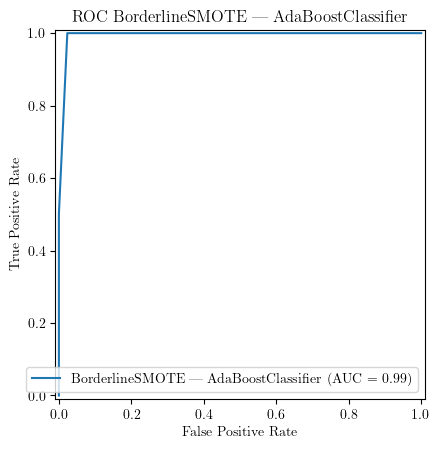 ROC BorderlineSMOTE — AdaBoostClassifier
1.0
0.8
0.6
0.4
0.2
0.0
True Positive Rate
BorderlineSMOTE — AdaBoostClassifier (AUC = 0.99)
0.0 0.2 0.4 0.6 0.8 1.0
False Positive Rate